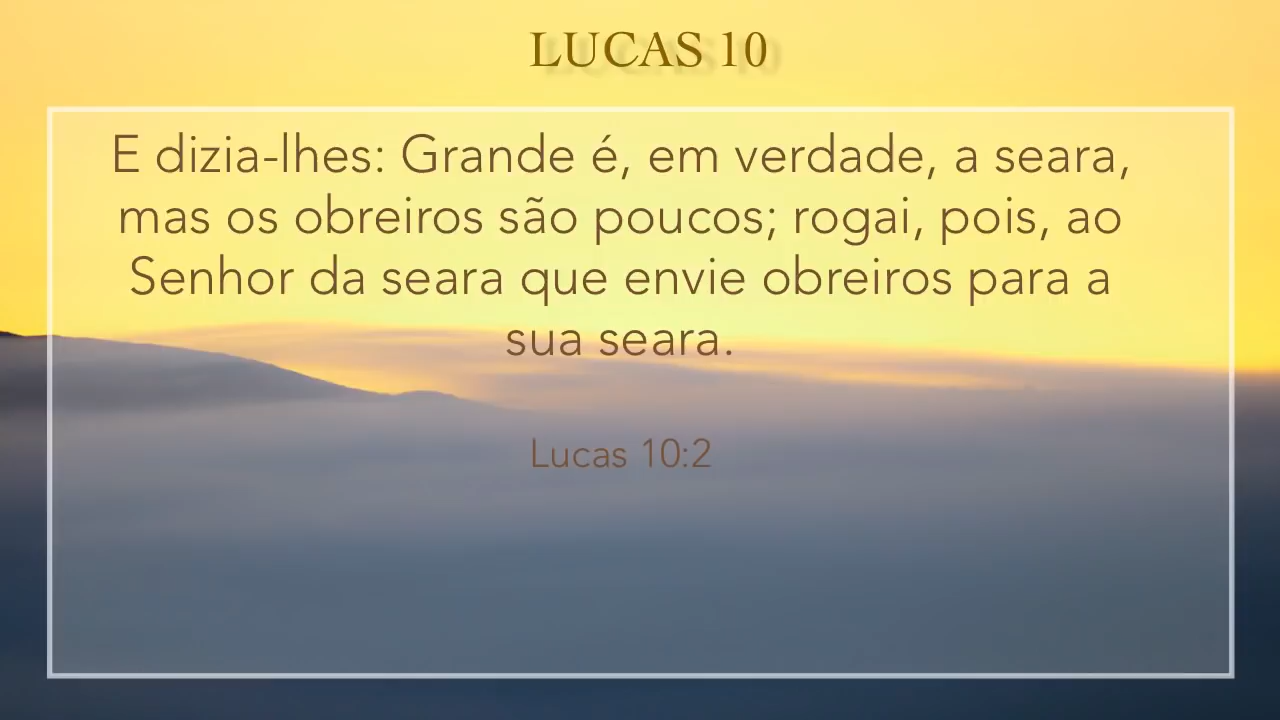 LUCAS 10
E dizia-lhes: Grande é, em verdade, a seara,
mas os obreiros são poucos; rogai, pois, ao
Senhor da seara que envie obreiros para a
sua seara.
Lucas 10:2